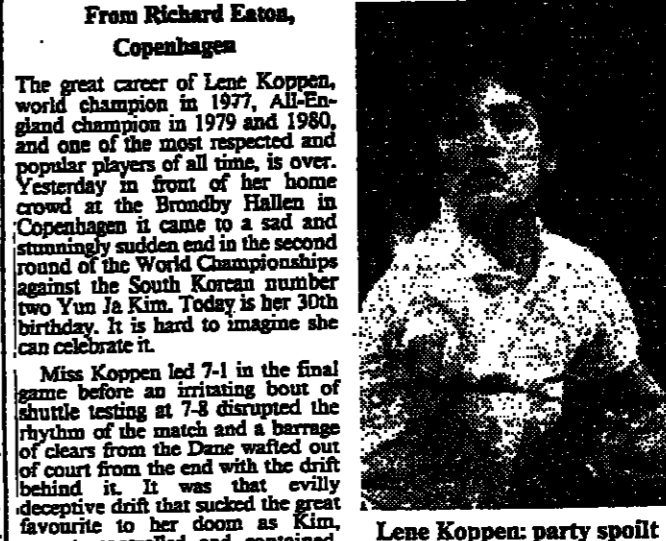 From Richard Eaton,
Copenhagen
The great career of Lene Koppen,
world champion in 1977, All-En-
gland champion in 1979 and 1980,
and one of the most respected and
popular players of all time, is over.
Yesterday in front of her home
crowd at the Brondby Hallen in
Copenhagen it came to a sad and
stunningly sudden end in the second
round of the World Championships
against the South Korean number
two Yun Ja Kim. Today is her 30th
birthday. It is hard to imagine she
can celebrate it.
Miss Koppen led 7-1 in the final
game before an irritating bout of
shuttle testing at 7-8 disrupted the
rhythm of the match and a barrage
of clears from the Dane wafted out
of court from the end with the drift
behind it. It was that evilly
deceptive drift that sucked the great
favourite to her doom as Kim,
controlled and contained,
Lene Koppen: party spoilt